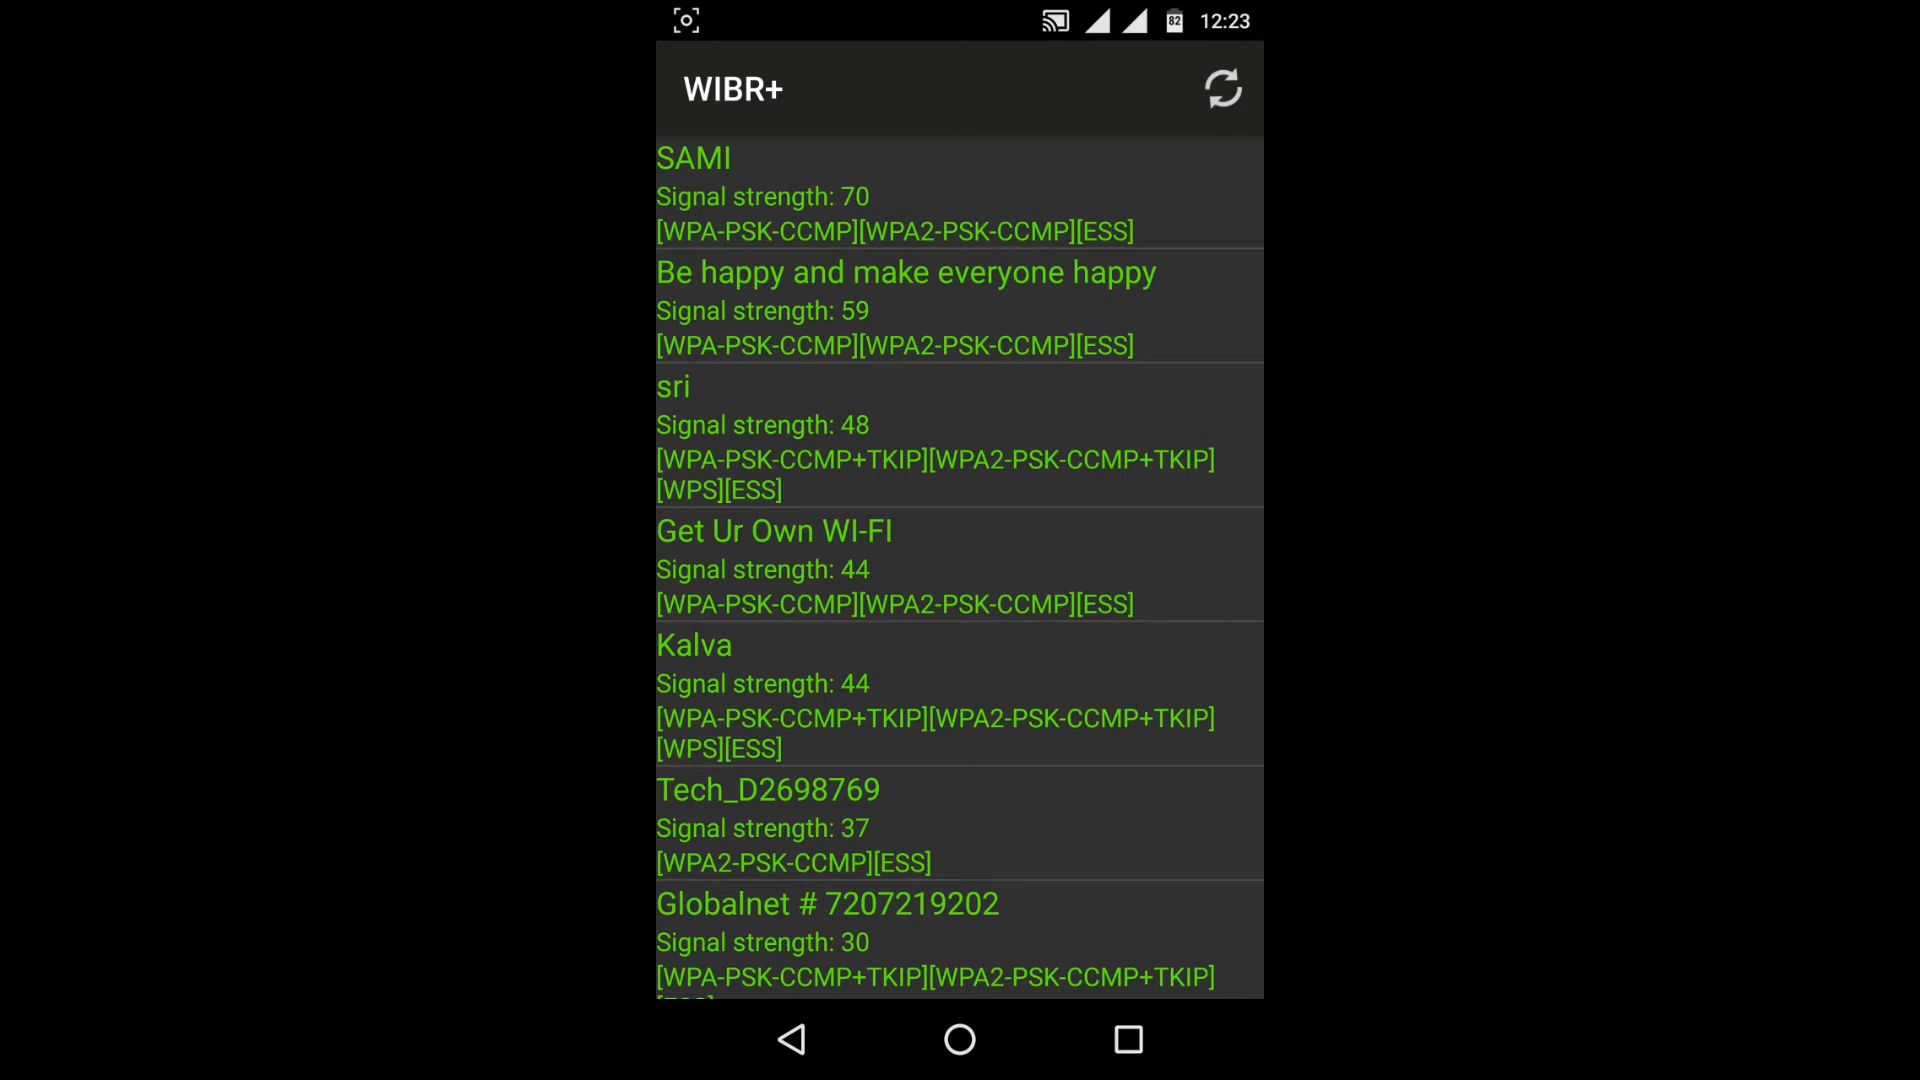 82 12:23
WIBR+
SAMI
Signal strength: 70
[WPA-PSK-CCMP][WPA2-PSK-CCMP][ESS]
Be happy and make everyone happy
Signal strength: 59
[WPA-PSK-CCMP][WPA2-PSK-CCMP][ESS]
sri
Signal strength: 48
[WPA-PSK-CCMP+TKIP][WPA2-PSK-CCMP+TKIP]
[WPS][ESS]
Get Ur Own WI-FI
Signal strength: 44
[WPA-PSK-CCMP][WPA2-PSK-CCMP][ESS]
Kalva
Signal strength: 44
[WPA-PSK-CCMP+TKIP][WPA2-PSK-CCMP+TKIP]
[WPS][ESS]
Tech_D2698769
Signal strength: 37
[WPA2-PSK-CCMP][ESS]
Globalnet # 7207219202
Signal strength: 30
[WPA-PSK-CCMP+TKIP][WPA2-PSK-CCMP+TKIP]